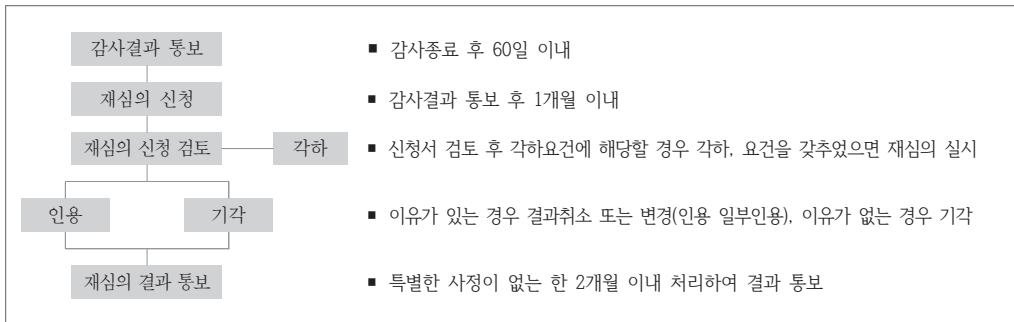 감사결과 통보 ■ 감사종료 후 60일 이내
재심의 신청 ■ 감사결과 통보 후 1개월 이내
재심의 신청 검토 각하 ■ 신청서 검토 후 각하요건에 해당할 경우 각하, 요건을 갖추었으면 재심의 실시
인용 기각 ■ 이유가 있는 경우 결과취소 또는 변경(인용 일부인용), 이유가 없는 경우 기각
재심의 결과 통보 ■ 특별한 사정이 없는 한 2개월 이내 처리하여 결과 통보